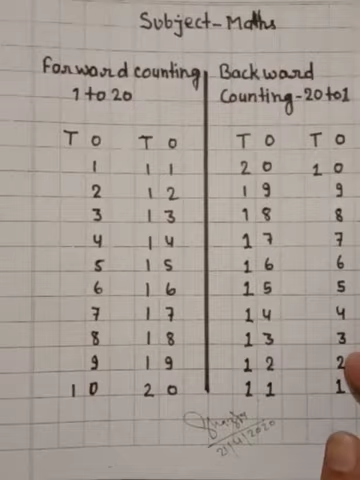 Subject-Maths
Forward counting
1 to 20
Backward
Counting-20to1
T O T O T O T O
1 1 1 2 0 1 0
2 1 2 1 9 9
3 1 3 1 8 8
4 1 4 1 7 7
5 1 5 1 6 6
6 1 6 1 5 5
7 1 7 1 4 4
8 1 8 1 3 3
9 1 9 1 2 2
1 0 2 0 1 1 1